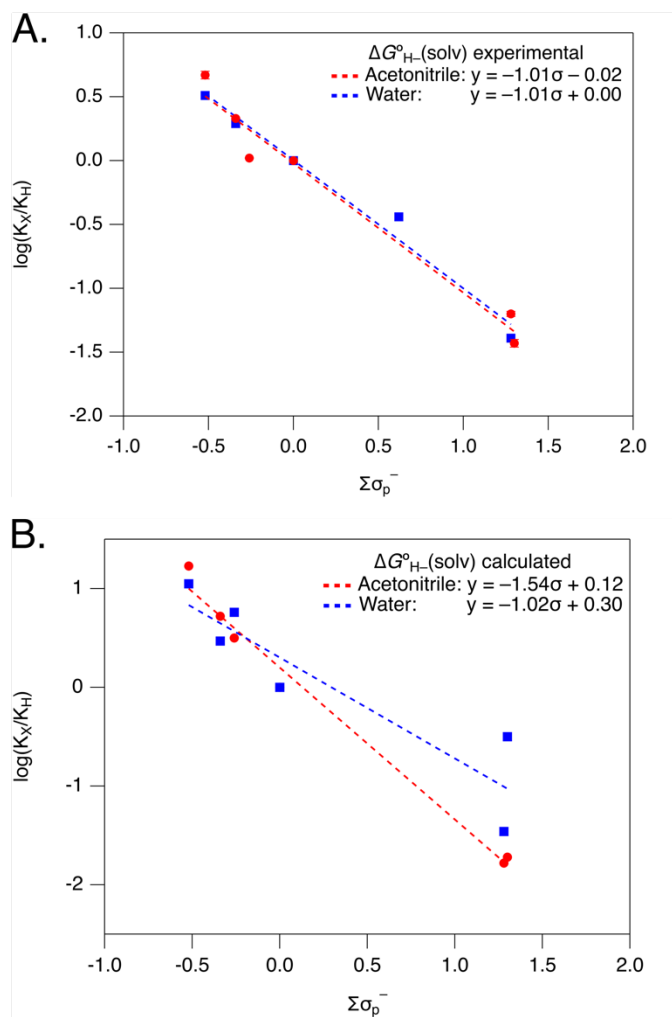 A.
ΔG°H–(solv) experimental
Acetonitrile: y = –1.01σ – 0.02
Water: y = –1.01σ + 0.00
1.0
0.5
0.0
-0.5
-1.0
-1.5
-2.0
log(KX/KH)
-1.0 -0.5 0.0 0.5 1.0 1.5 2.0
Σσp–
B.
ΔG°H–(solv) calculated
Acetonitrile: y = –1.54σ + 0.12
Water: y = –1.02σ + 0.30
1
0
-1
-2
log(KX/KH)
-1.0 -0.5 0.0 0.5 1.0 1.5 2.0
Σσp–